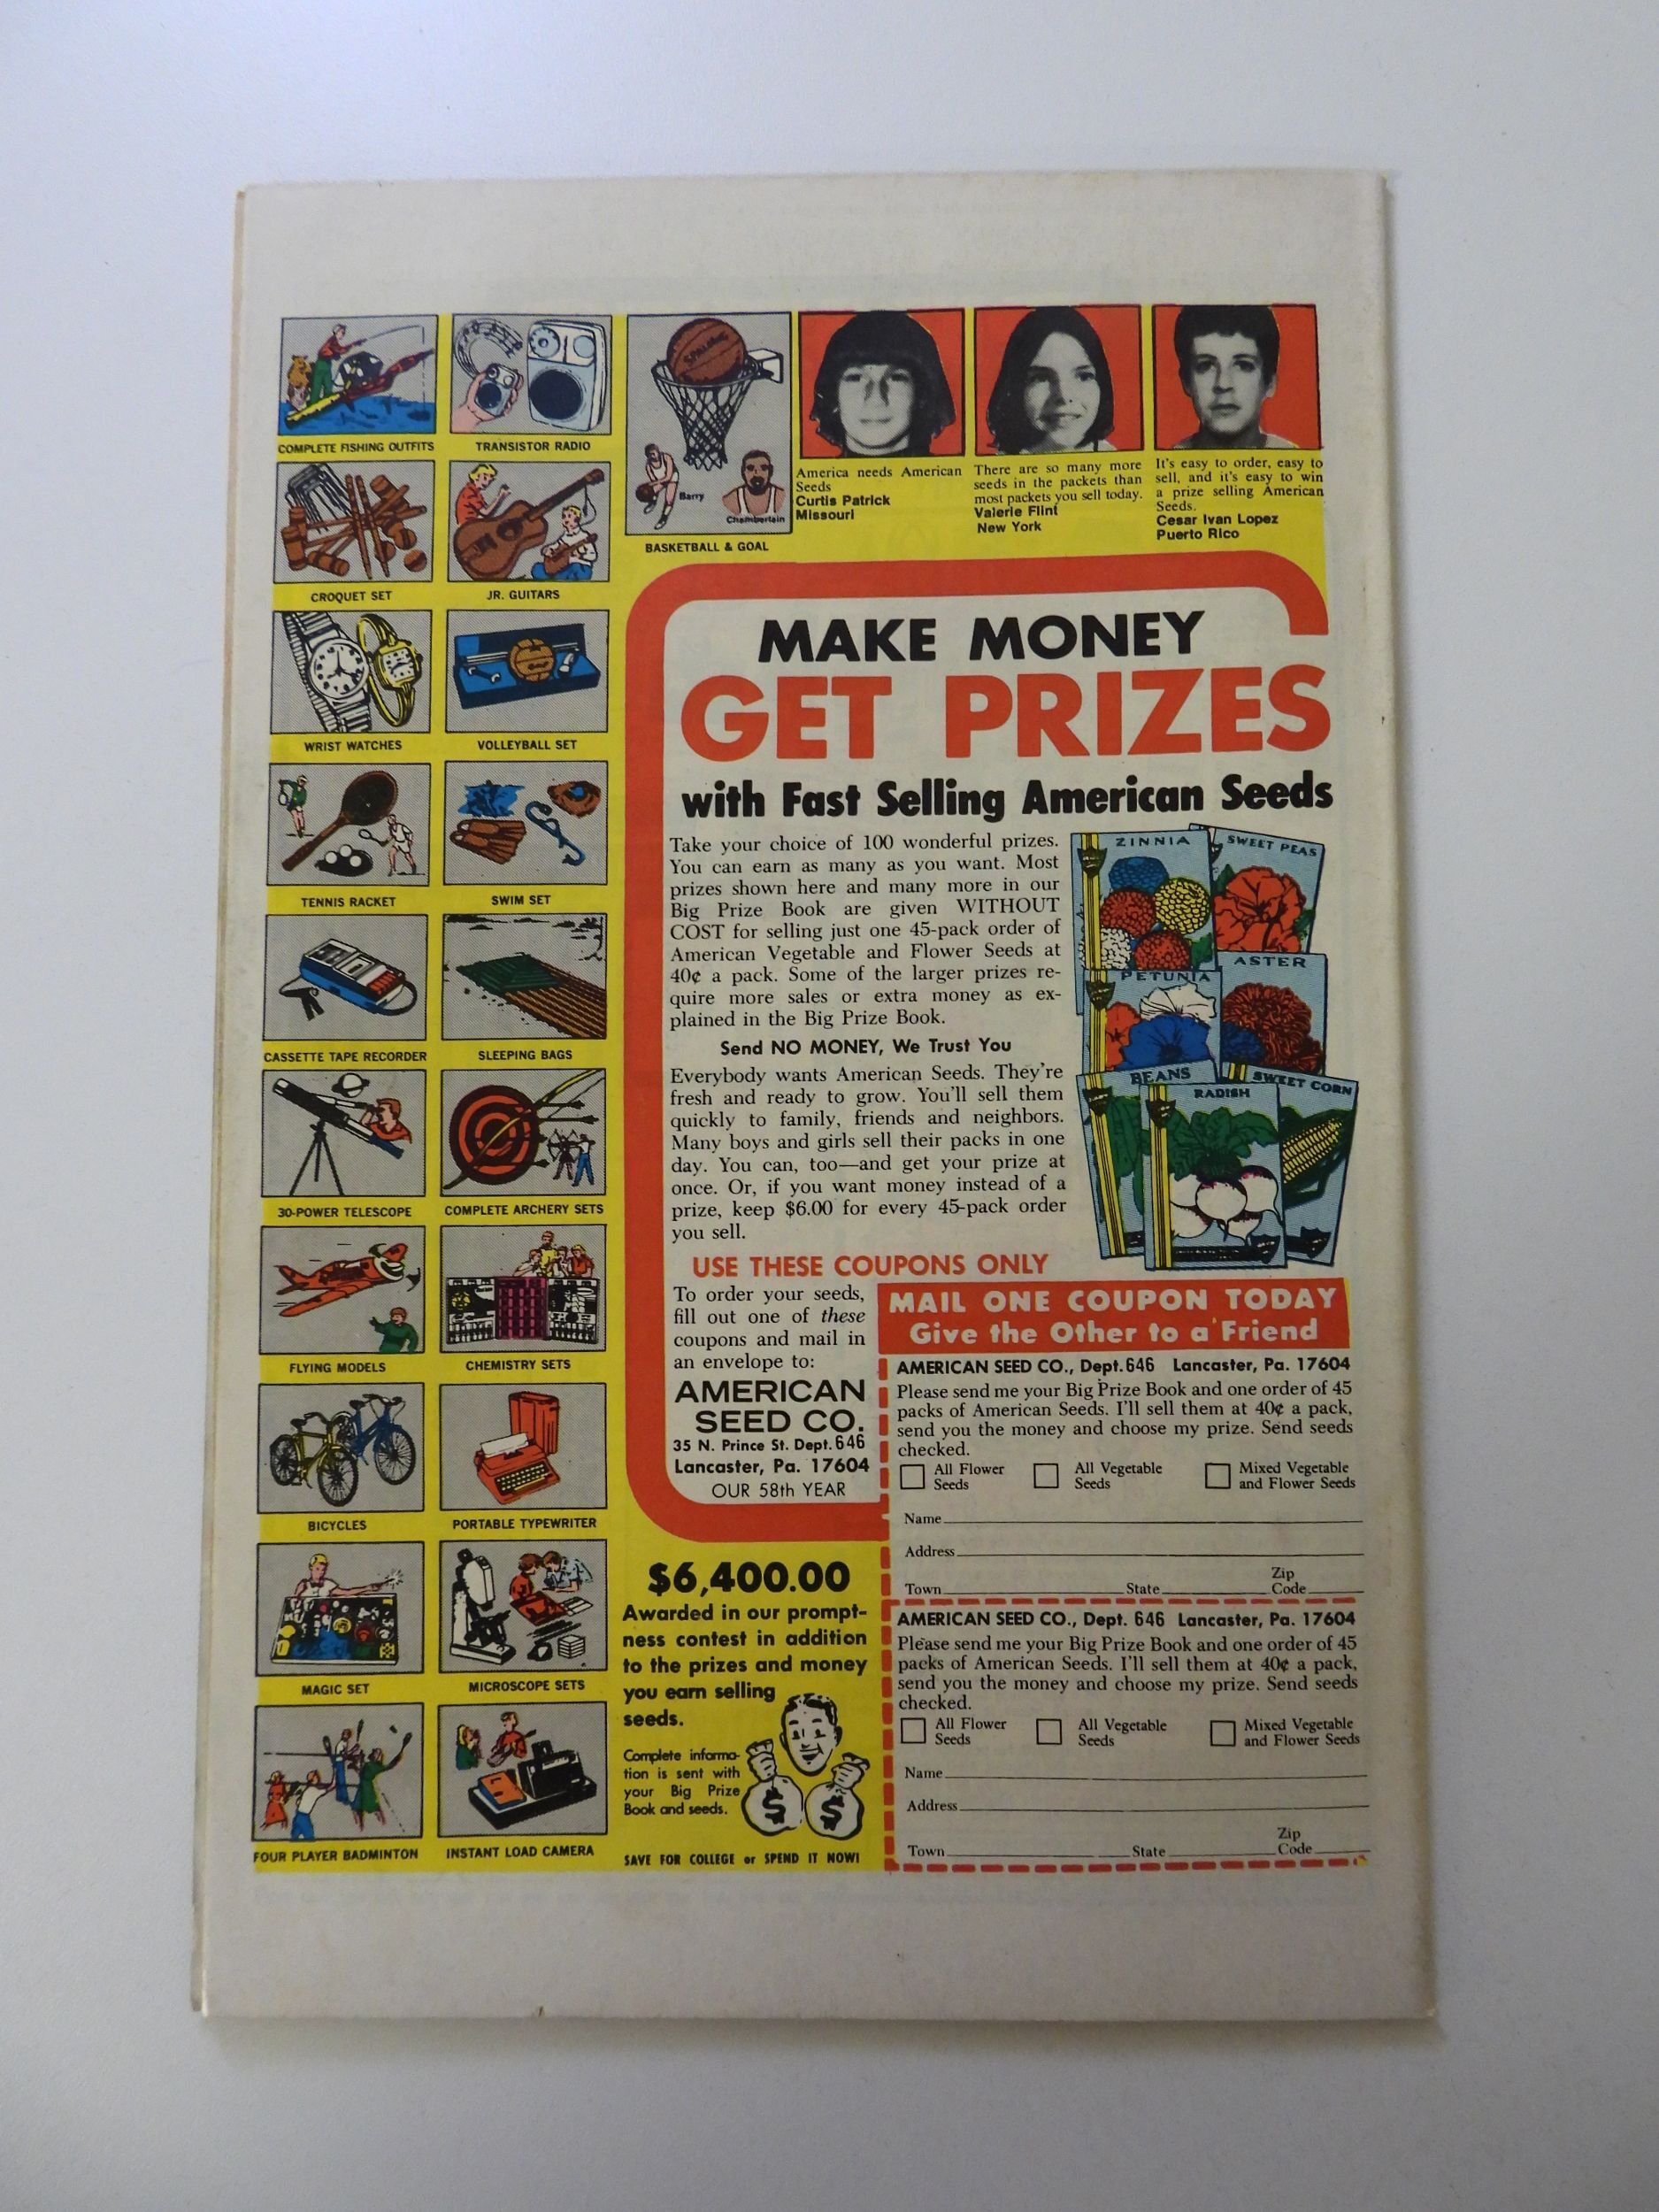 COMPLETE FISHING OUTFITS
TRANSISTOR RADIO
SPALDING
Barry
Chamberlain
BASKETBALL & GOAL
America needs American
Seeds
Curtis Patrick
Missouri
There are so many more
seeds in the packets than
most packets you sell today.
Valerie Flint
New York
It's easy to order, easy to
sell, and it's easy to win
a prize selling American
Seeds.
Cesar Ivan Lopez
Puerto Rico
CROQUET SET
JR. GUITARS
WRIST WATCHES
VOLLEYBALL SET
TENNIS RACKET
SWIM SET
CASSETTE TAPE RECORDER
SLEEPING BAGS
30-POWER TELESCOPE
COMPLETE ARCHERY SETS
FLYING MODELS
CHEMISTRY SETS
BICYCLES
PORTABLE TYPEWRITER
MAGIC SET
MICROSCOPE SETS
FOUR PLAYER BADMINTON
INSTANT LOAD CAMERA
MAKE MONEY
GET PRIZES
with Fast Selling American Seeds
Take your choice of 100 wonderful prizes.
You can earn as many as you want. Most
prizes shown here and many more in our
Big Prize Book are given WITHOUT
COST for selling just one 45-pack order of
American Vegetable and Flower Seeds at
40¢ a pack. Some of the larger prizes re-
quire more sales or extra money as ex-
plained in the Big Prize Book.
Send NO MONEY, We Trust You
Everybody wants American Seeds. They're
fresh and ready to grow. You'll sell them
quickly to family, friends and neighbors.
Many boys and girls sell their packs in one
day. You can, too—and get your prize at
once. Or, if you want money instead of a
prize, keep $6.00 for every 45-pack order
you sell.
ZINNIA
SWEET PEAS
PETUNIA
ASTER
BEANS
RADISH
SWEET CORN
USE THESE COUPONS ONLY
To order your seeds,
fill out one of these
coupons and mail in
an envelope to:
AMERICAN
SEED CO.
35 N. Prince St. Dept. 646
Lancaster, Pa. 17604
OUR 58th YEAR
MAIL ONE COUPON TODAY
Give the Other to a Friend
AMERICAN SEED CO., Dept. 646 Lancaster, Pa. 17604
Please send me your Big Prize Book and one order of 45
packs of American Seeds. I'll sell them at 40¢ a pack,
send you the money and choose my prize. Send seeds
checked.
All Flower
Seeds
All Vegetable
Seeds
Mixed Vegetable
and Flower Seeds
Name
Address
Town State Zip
Code
AMERICAN SEED CO., Dept. 646 Lancaster, Pa. 17604
Please send me your Big Prize Book and one order of 45
packs of American Seeds. I'll sell them at 40¢ a pack,
send you the money and choose my prize. Send seeds
checked.
All Flower
Seeds
All Vegetable
Seeds
Mixed Vegetable
and Flower Seeds
Name
Address
Town State Zip
Code
$6,400.00
Awarded in our prompt-
ness contest in addition
to the prizes and money
you earn selling
seeds.
Complete informa-
tion is sent with
your Big Prize
Book and seeds.
$ $
SAVE FOR COLLEGE or SPEND IT NOW!